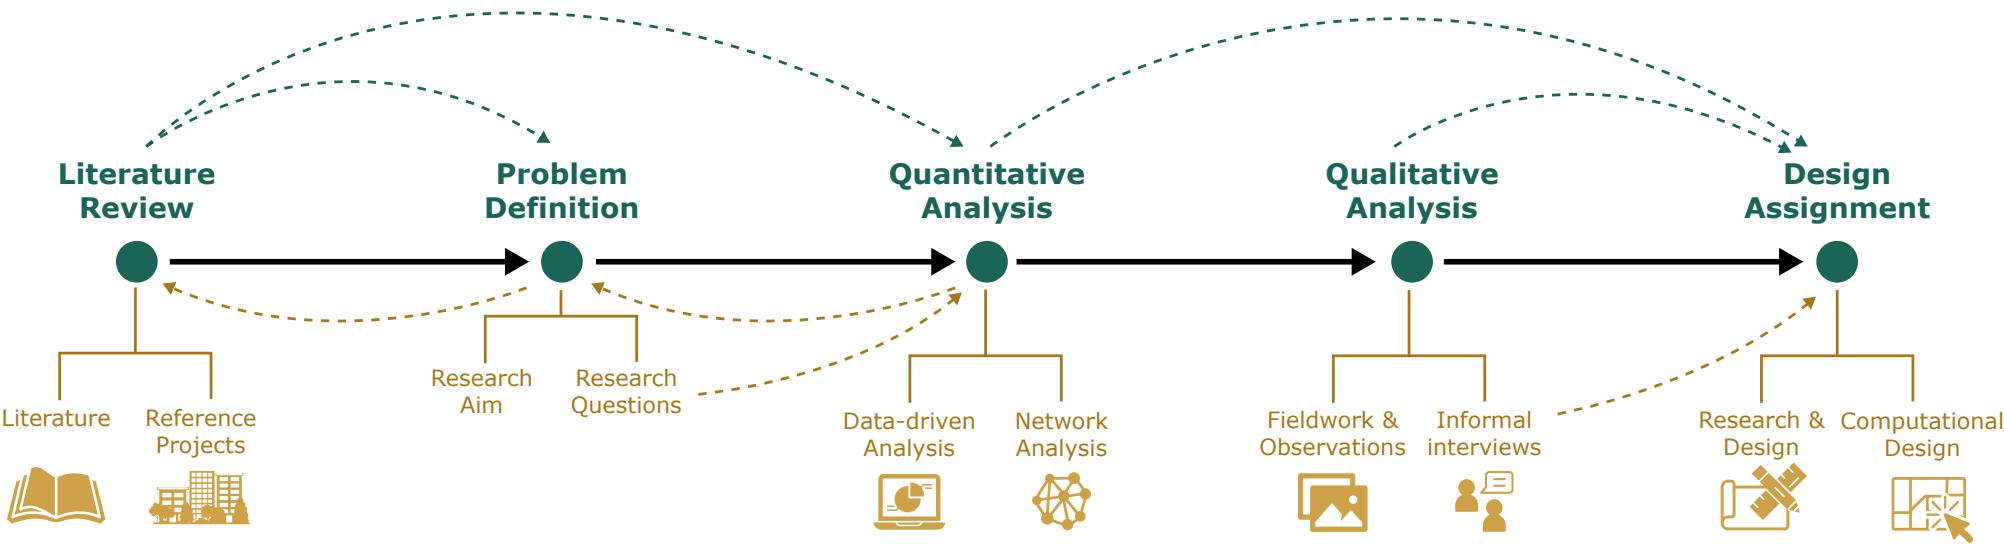 Literature
Review
Problem
Definition
Quantitative
Analysis
Qualitative
Analysis
Design
Assignment
Literature
Reference
Projects
Research
Aim
Research
Questions
Data-driven
Analysis
Network
Analysis
Fieldwork &
Observations
Informal
interviews
Research &
Design
Computational
Design